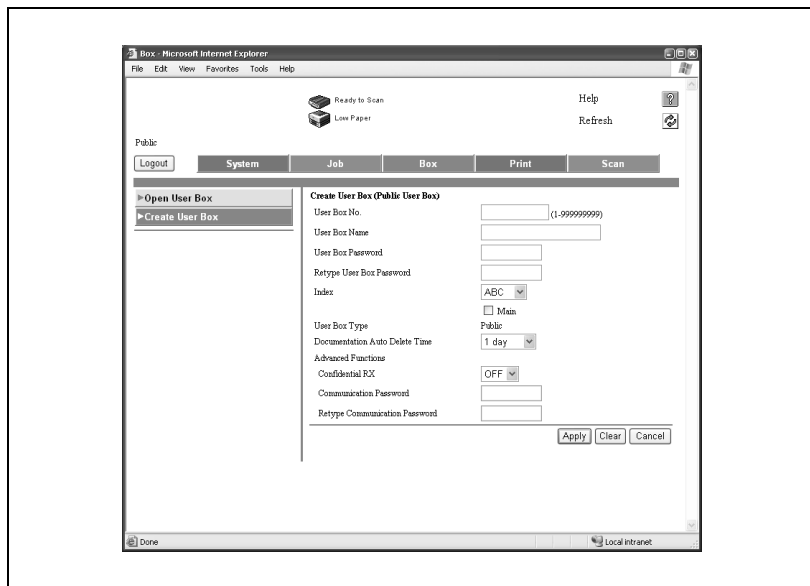 Box - Microsoft Internet Explorer
File Edit View Favorites Tools Help
Ready to Scan
Low Paper
Help
?
Refresh
Public
Logout
System Job Box Print Scan
Open User Box
Create User Box
Create User Box (Public User Box)
User Box No. (1-999999999)
User Box Name
User Box Password
Retype User Box Password
Index ABC
Main
User Box Type Public
Documentation Auto Delete Time 1 day
Advanced Functions
Confidential RX OFF
Communication Password
Retype Communication Password
Apply Clear Cancel
Done Local intranet